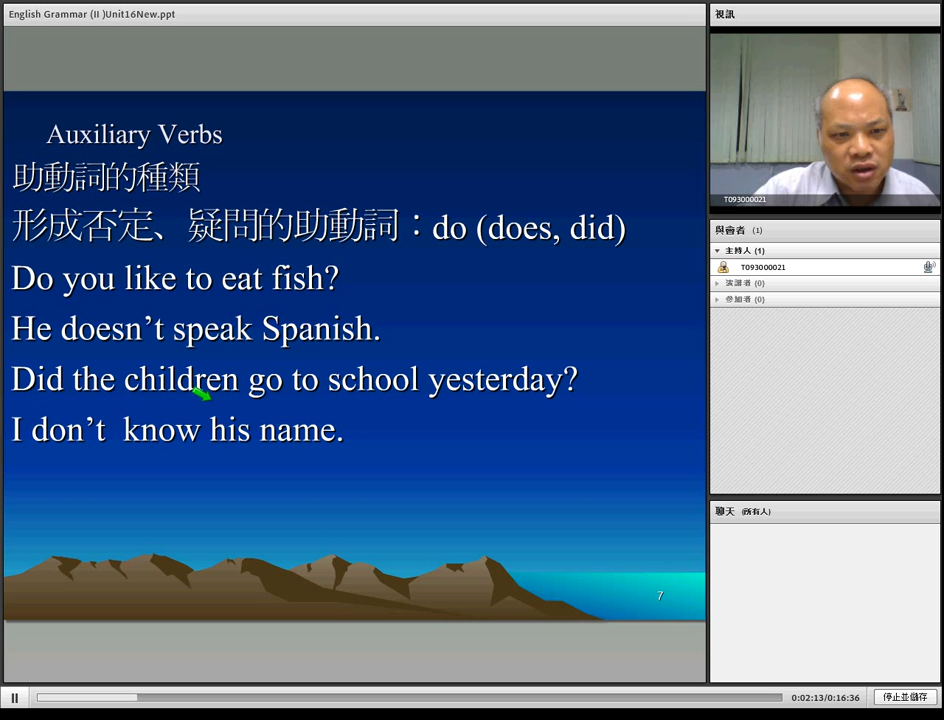 English Grammar (II )Unit16New.ppt
Auxiliary Verbs
助動詞的種類
形成否定、疑問的助動詞：do (does, did)
Do you like to eat fish?
He doesn’t speak Spanish.
Did the children go to school yesterday?
I don’t  know his name.
7
視訊
T093000021
與會者 (1)
主持人 (1)
T093000021
演講者 (0)
參加者 (0)
聊天 (所有人)
0:02:13/0:16:36
停止並儲存